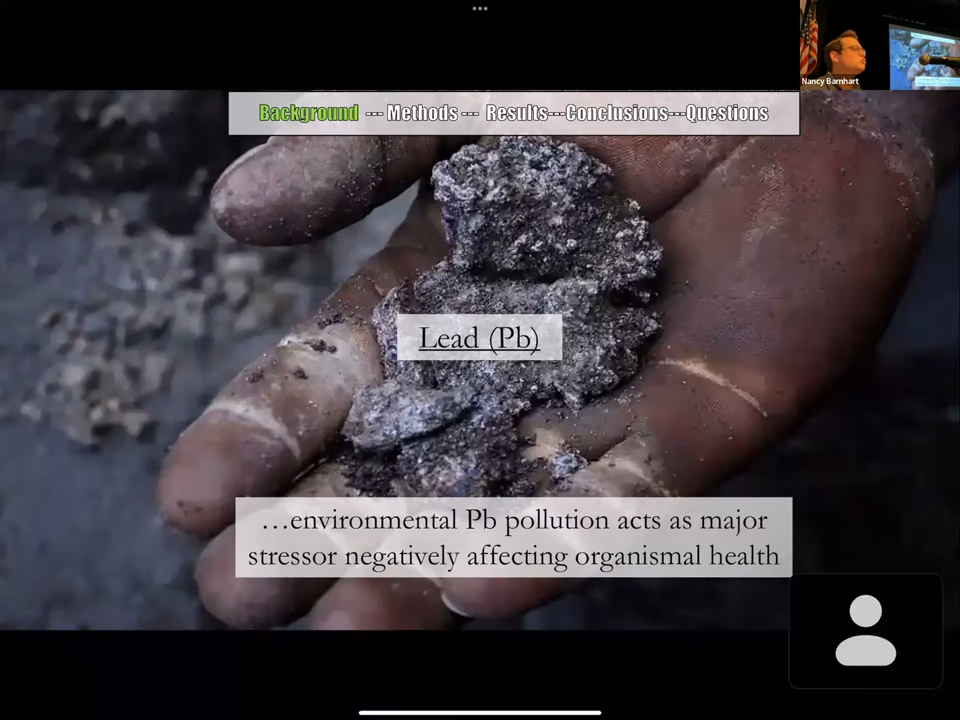 Nancy Barnhart
Background --- Methods --- Results---Conclusions---Questions
Lead (Pb)
…environmental Pb pollution acts as major
stressor negatively affecting organismal health